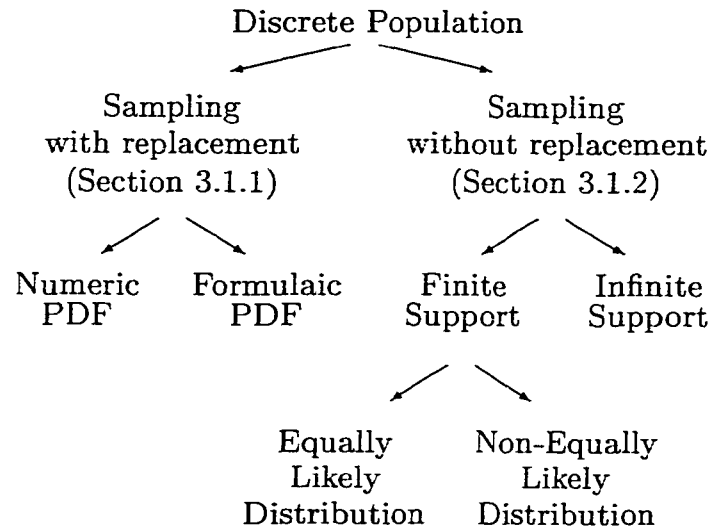 Discrete Population
Sampling
with replacement
(Section 3.1.1)
Sampling
without replacement
(Section 3.1.2)
Numeric
PDF
Formulaic
PDF
Finite
Support
Infinite
Support
Equally
Likely
Distribution
Non-Equally
Likely
Distribution